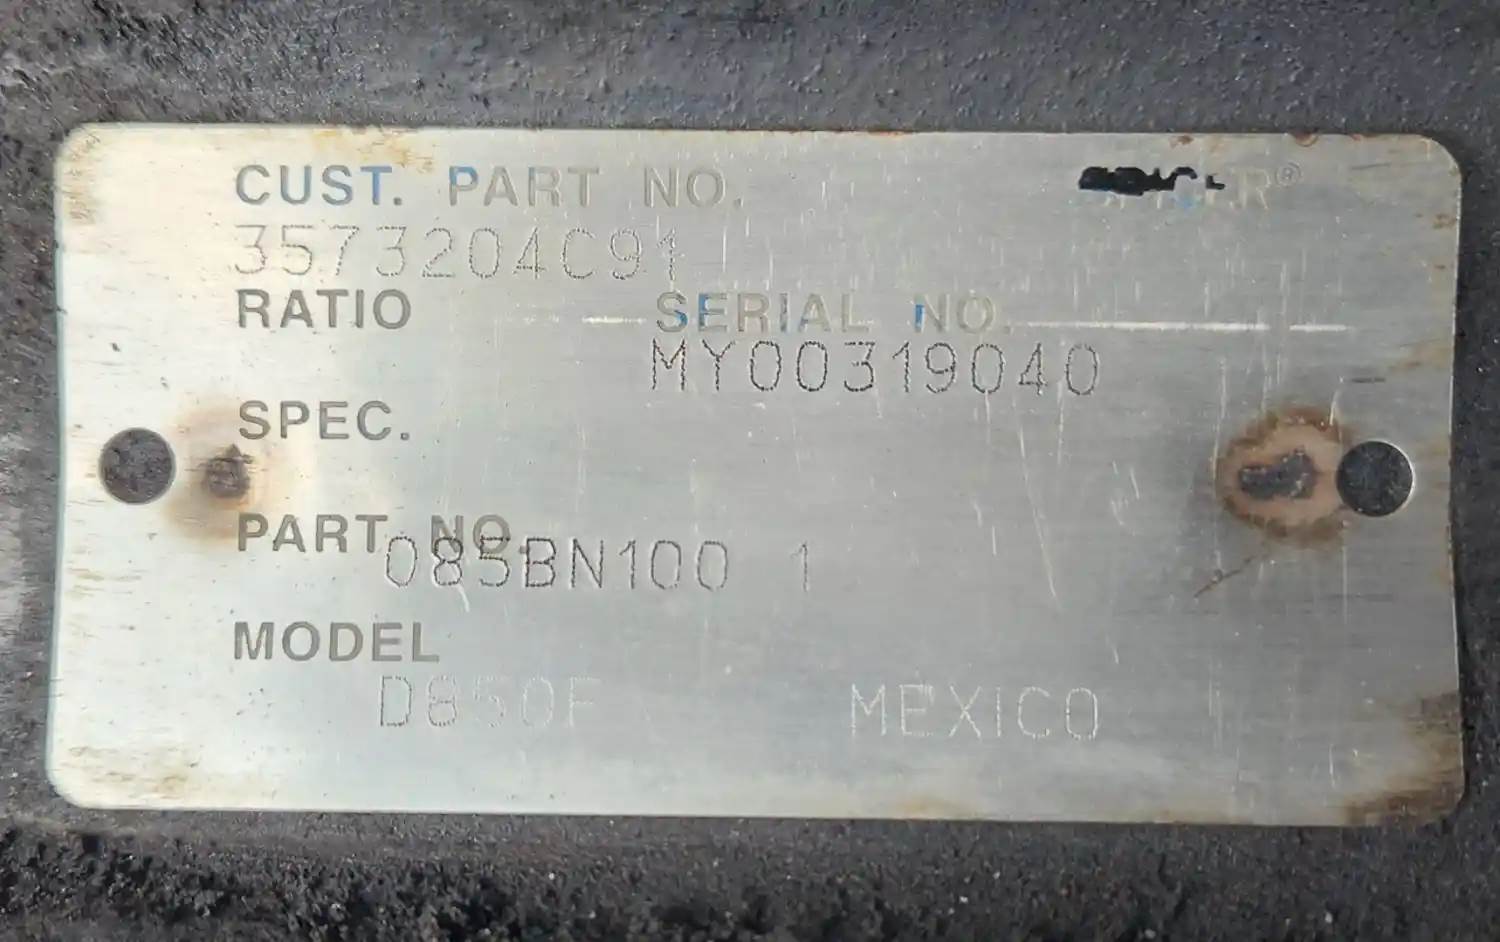 CUST. PART NO.
3573204C91
RATIO
SERIAL NO.
MY00319040
SPEC.
PART NO.
085BN100 1
MODEL
D850F
MEXICO